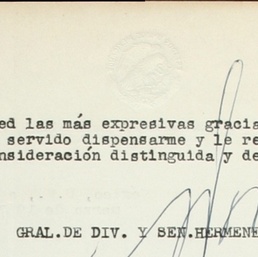 ed las más expresivas gracia
servido dispensarme y le re
nsideración distinguida y de
GRAL.DE DIV. Y SEN.HERMENE